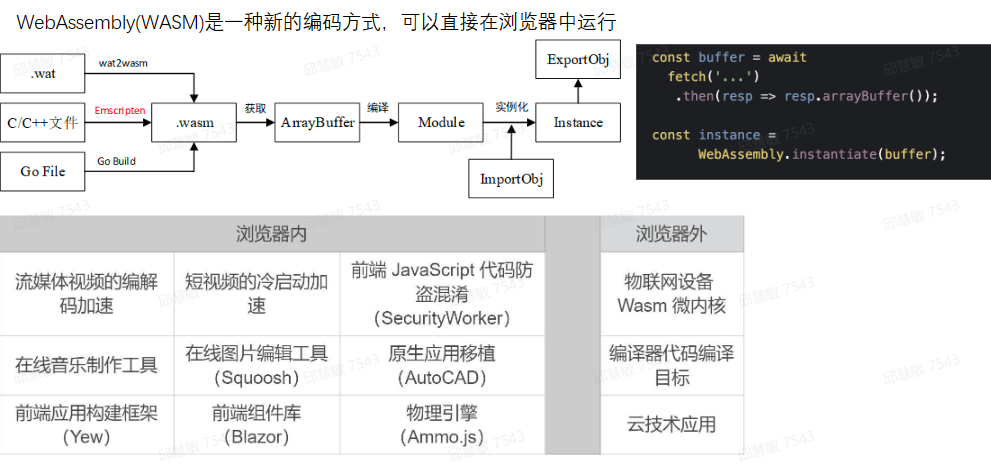 WebAssembly(WASM)是一种新的编码方式，可以直接在浏览器中运行
.wat
wat2wasm
C/C++文件
Emscripten
Go File
Go Build
.wasm
获取
ArrayBuffer
编译
Module
实例化
Instance
ExportObj
ImportObj
const buffer = await
fetch('...')
.then(resp => resp.arrayBuffer());
const instance =
WebAssembly.instantiate(buffer);
浏览器内
浏览器外
流媒体视频的编解
码加速
短视频的冷启动加
速
前端 JavaScript 代码防
盗混淆
（SecurityWorker）
物联网设备
Wasm 微内核
在线音乐制作工具
在线图片编辑工具
（Squoosh）
原生应用移植
（AutoCAD）
编译器代码编译
目标
前端应用构建框架
（Yew）
前端组件库
（Blazor）
物理引擎
（Ammo.js）
云技术应用
邱慧敏 7543